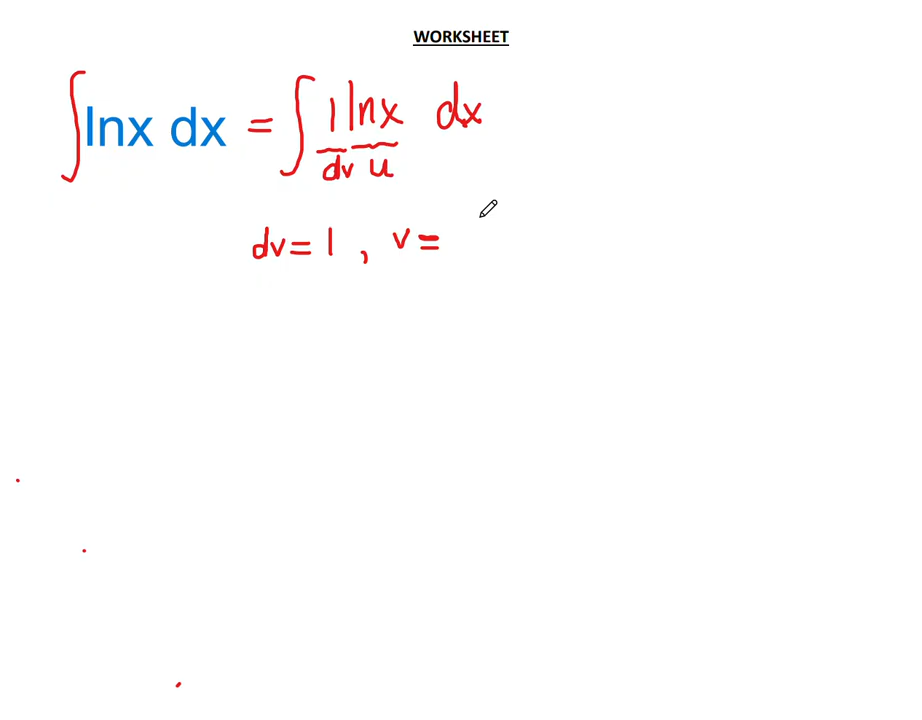 WORKSHEET
∫lnx dx = ∫ 1 lnx dx
dv u
dv = 1 , v =